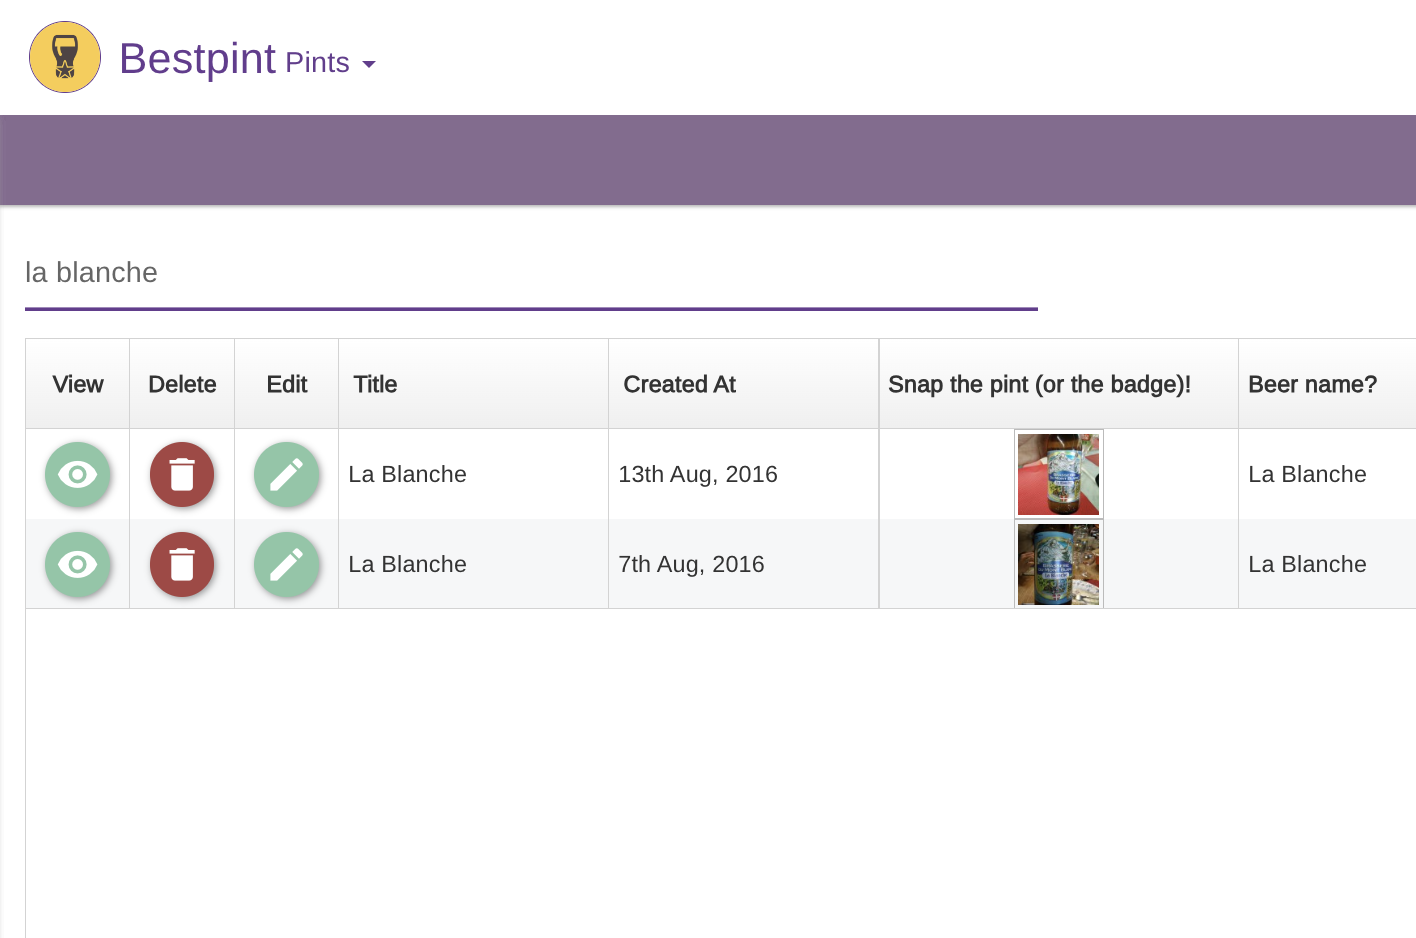 Bestpint Pints
la blanche
View Delete Edit Title Created At Snap the pint (or the badge)! Beer name?
La Blanche 13th Aug, 2016 La Blanche
La Blanche 7th Aug, 2016 La Blanche